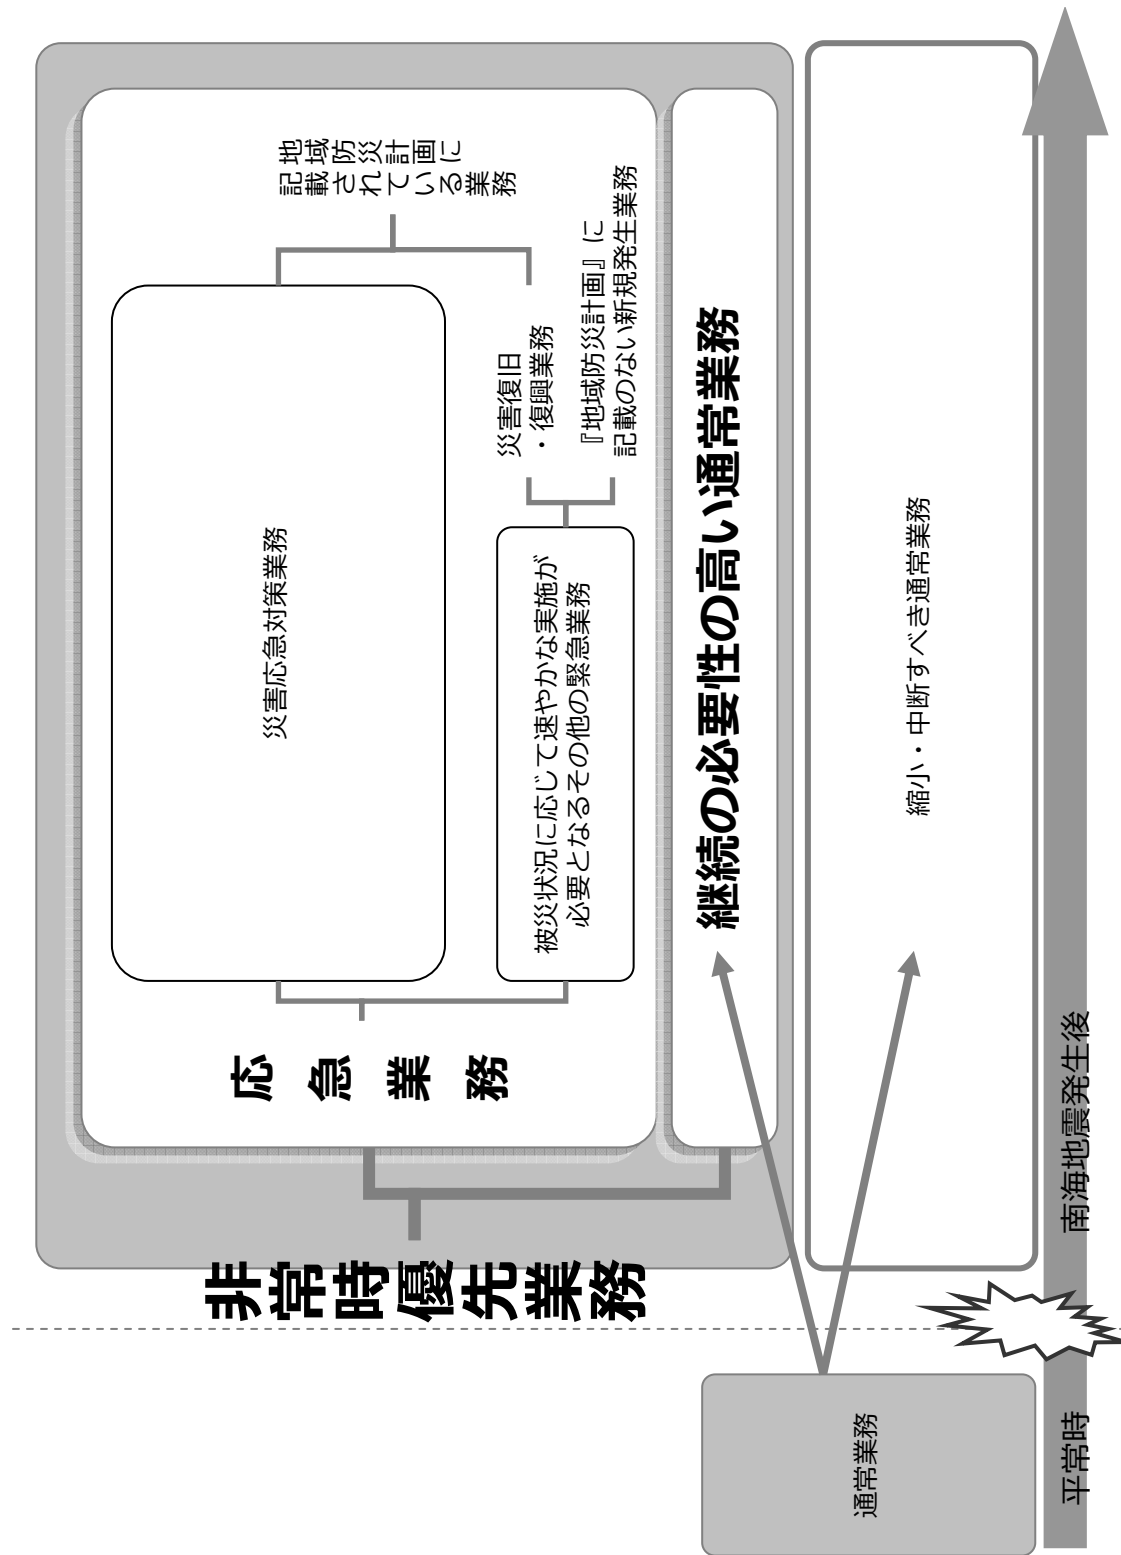 非常時優先業務
応急業務
災害応急対策業務
地域防災計画に
記載されている業務
被災状況に応じて速やかな実施が
必要となるその他の緊急業務
災害復旧
・復興業務
『地域防災計画』に
記載のない新規発生業務
継続の必要性の高い通常業務
通常業務
縮小・中断すべき通常業務
平常時
南海地震発生後